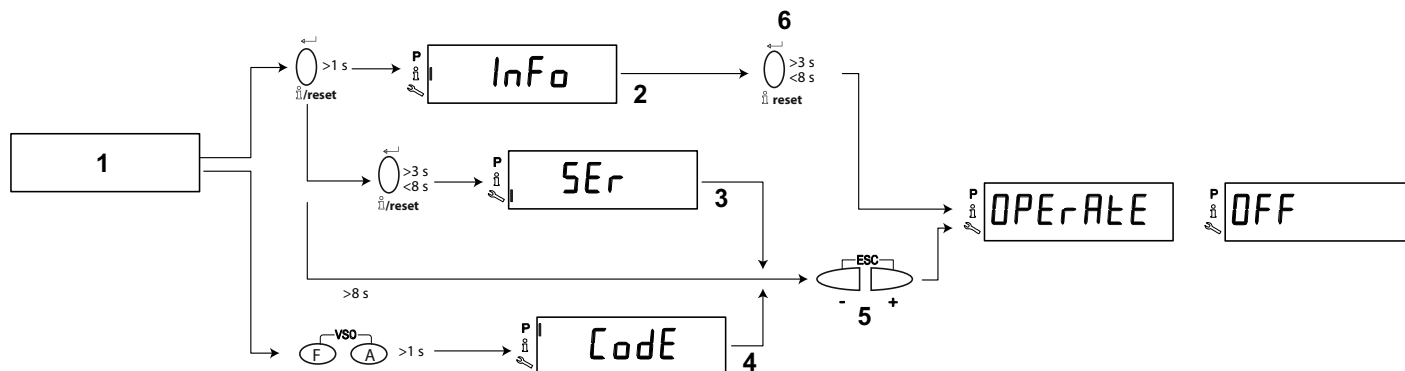 6
>1 s
i/reset
P
i
InFo
2
>3 s
<8 s
i reset
1
>3 s
<8 s
i/reset
P
i
SEr
3
P
i
OPErAtE
P
i
OFF
ESC
- +
5
>8 s
VSO
F A
>1 s
P
i
CodE
4